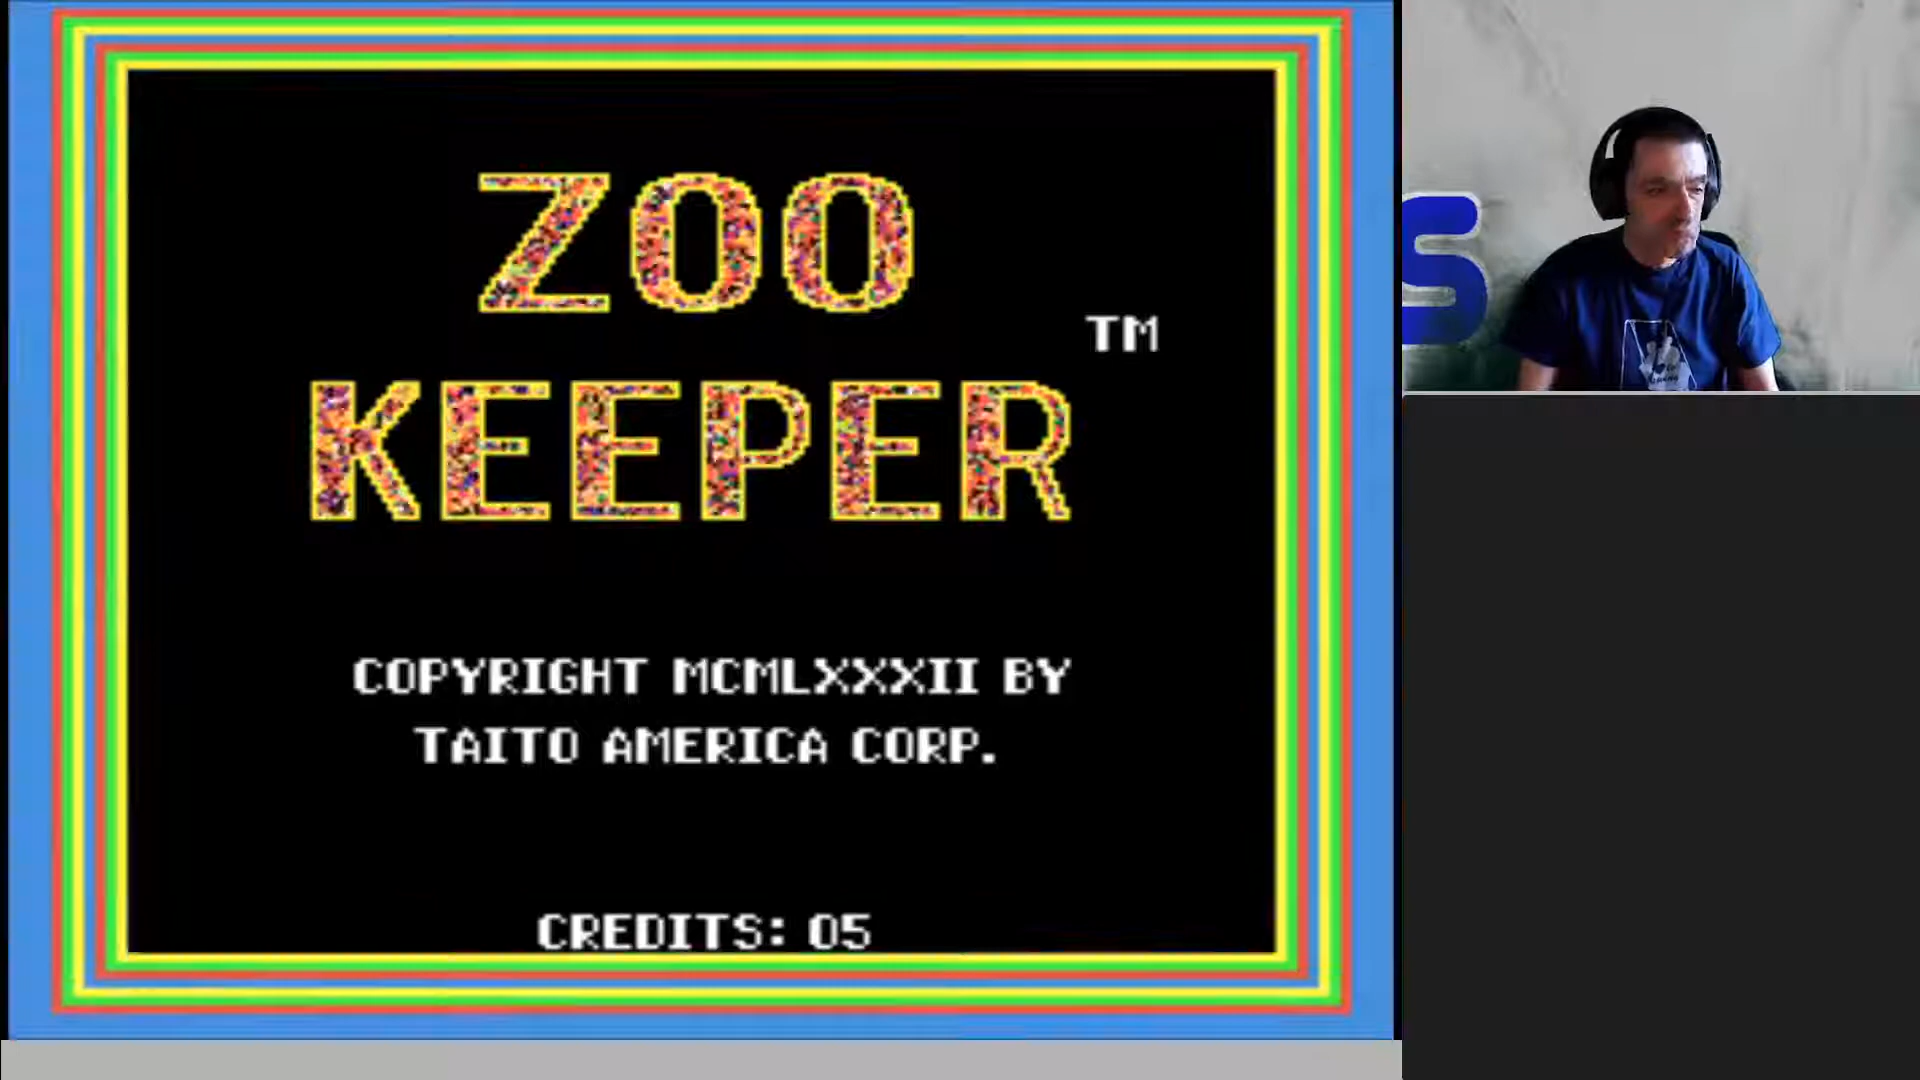 ZOO
TM
KEEPER
COPYRIGHT MCMLXXXII BY
TAITO AMERICA CORP.
CREDITS: 05
S